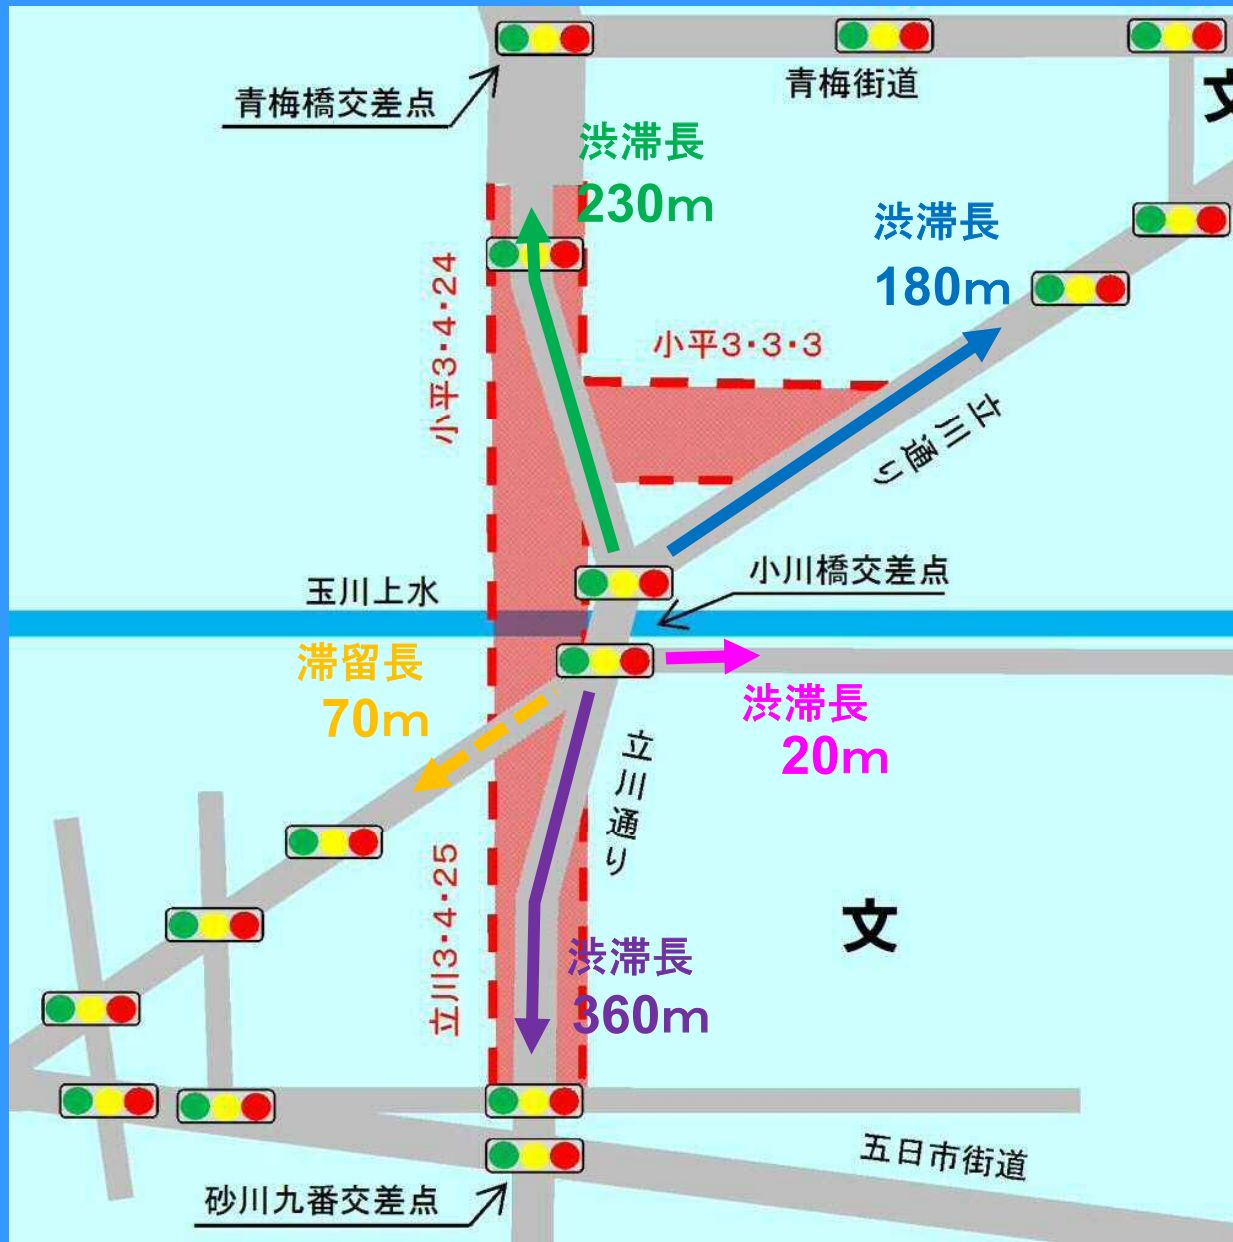 青梅橋交差点
青梅街道
文
渋滞長
230m
渋滞長
180m
小平3・4・24
小平3・3・3
立川通り
玉川上水
小川橋交差点
滞留長
70m
渋滞長
20m
立川通り
立川3・4・25
文
渋滞長
360m
五日市街道
砂川九番交差点